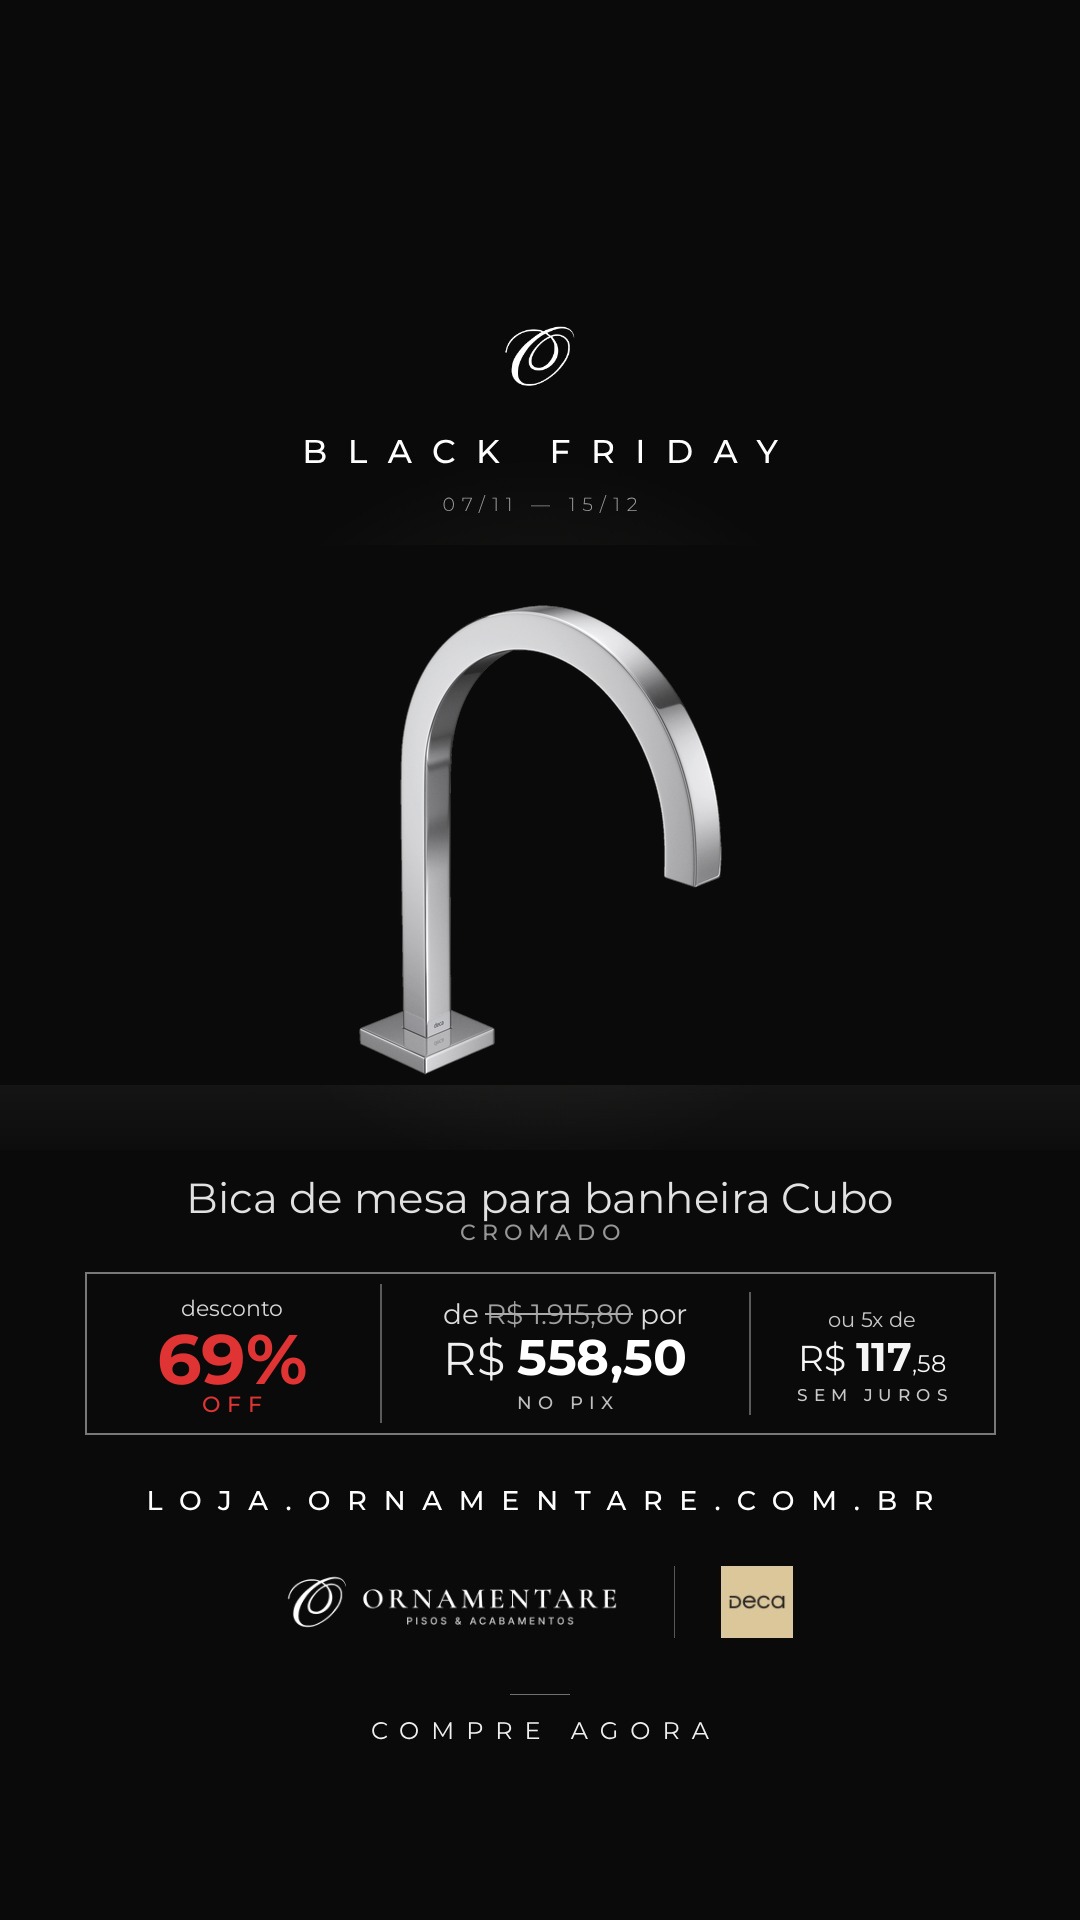 O
BLACK FRIDAY
07/11 — 15/12
deca
Bica de mesa para banheira Cubo
CROMADO
desconto
69%
OFF
de R$ 1.915,80 por
R$ 558,50
NO PIX
ou 5x de
R$ 117,58
SEM JUROS
LOJA.ORNAMENTARE.COM.BR
O ORNAMENTARE
PISOS & ACABAMENTOS
Deca
COMPRE AGORA